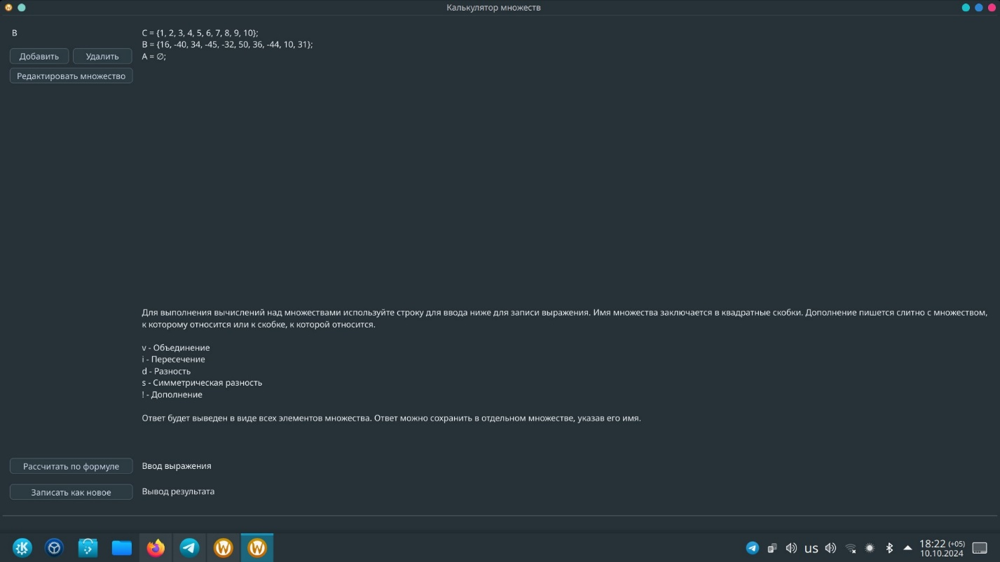 Калькулятор множеств
B
C = {1, 2, 3, 4, 5, 6, 7, 8, 9, 10};
B = {16, -40, 34, -45, -32, 50, 36, -44, 10, 31};
A = ∅;
Добавить
Удалить
Редактировать множество
Для выполнения вычислений над множествами используйте строку для ввода ниже для записи выражения. Имя множества заключается в квадратные скобки. Дополнение пишется слитно с множеством,
к которому относится или к скобке, к которой относится.
v - Объединение
i - Пересечение
d - Разность
s - Симметрическая разность
! - Дополнение
Ответ будет выведен в виде всех элементов множества. Ответ можно сохранить в отдельном множестве, указав его имя.
Рассчитать по формуле
Ввод выражения
Записать как новое
Вывод результата
us
18:22 (+05)
10.10.2024